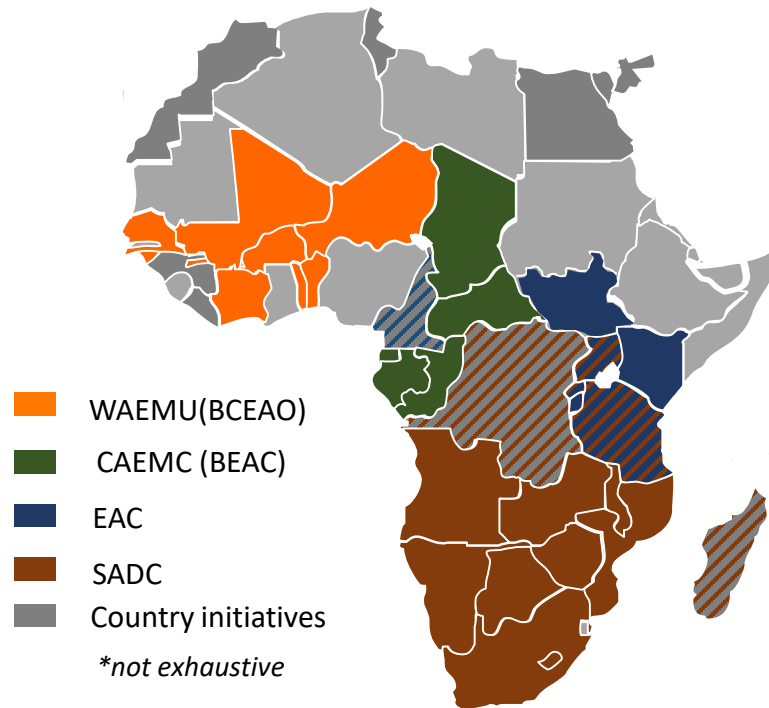 WAEMU(BCEAO)
CAEMC (BEAC)
EAC
SADC
Country initiatives
*not exhaustive